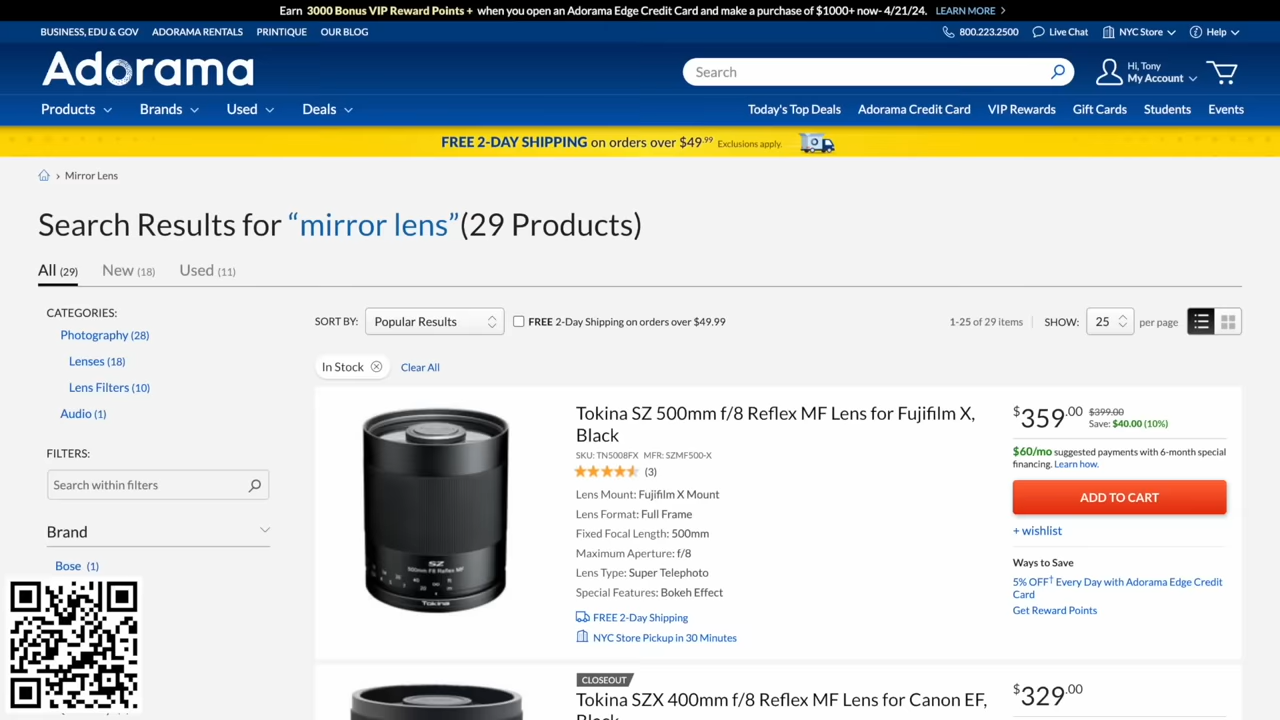 Earn 3000 Bonus VIP Reward Points + when you open an Adorama Edge Credit Card and make a purchase of $1000+ now- 4/21/24. LEARN MORE >
BUSINESS, EDU & GOV ADORAMA RENTALS PRINTIQUE OUR BLOG 800.223.2500 Live Chat NYC Store Help
Adorama
Search
Hi, Tony
My Account
Products Brands Used Deals Today's Top Deals Adorama Credit Card VIP Rewards Gift Cards Students Events
FREE 2-DAY SHIPPING on orders over $49.99 Exclusions apply.
> Mirror Lens
Search Results for “mirror lens”(29 Products)
All (29) New (18) Used (11)
CATEGORIES:
Photography (28)
Lenses (18)
Lens Filters (10)
Audio (1)
FILTERS:
Search within filters
Brand
Bose (1)
SORT BY: Popular Results FREE 2-Day Shipping on orders over $49.99 1-25 of 29 items SHOW: 25 per page
In Stock Clear All
SZ
500mm F8 Reflex MF
Tokina
Tokina SZ 500mm f/8 Reflex MF Lens for Fujifilm X,
Black
SKU: TN5008FX MFR: SZMF500-X
(3)
Lens Mount: Fujifilm X Mount
Lens Format: Full Frame
Fixed Focal Length: 500mm
Maximum Aperture: f/8
Lens Type: Super Telephoto
Special Features: Bokeh Effect
FREE 2-Day Shipping
NYC Store Pickup in 30 Minutes
$359.00 $399.00
Save: $40.00 (10%)
$60/mo suggested payments with 6-month special
financing. Learn how.
ADD TO CART
+ wishlist
Ways to Save
5% OFF† Every Day with Adorama Edge Credit
Card
Get Reward Points
CLOSEOUT
Tokina SZX 400mm f/8 Reflex MF Lens for Canon EF,
Black
$329.00